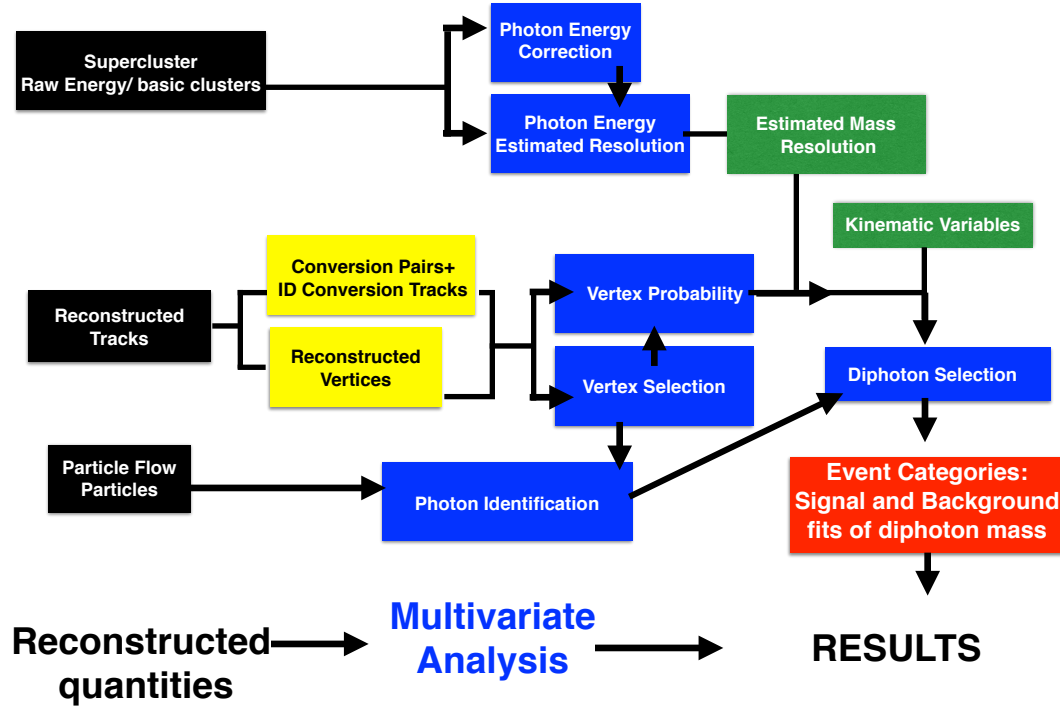 Photon Energy
Correction
Supercluster
Raw Energy/ basic clusters
Photon Energy
Estimated Resolution
Estimated Mass
Resolution
Kinematic Variables
Conversion Pairs+
ID Conversion Tracks
Vertex Probability
Reconstructed
Tracks
Reconstructed
Vertices
Vertex Selection
Diphoton Selection
Particle Flow
Particles
Photon Identification
Event Categories:
Signal and Background
fits of diphoton mass
Reconstructed
quantities
Multivariate
Analysis
RESULTS